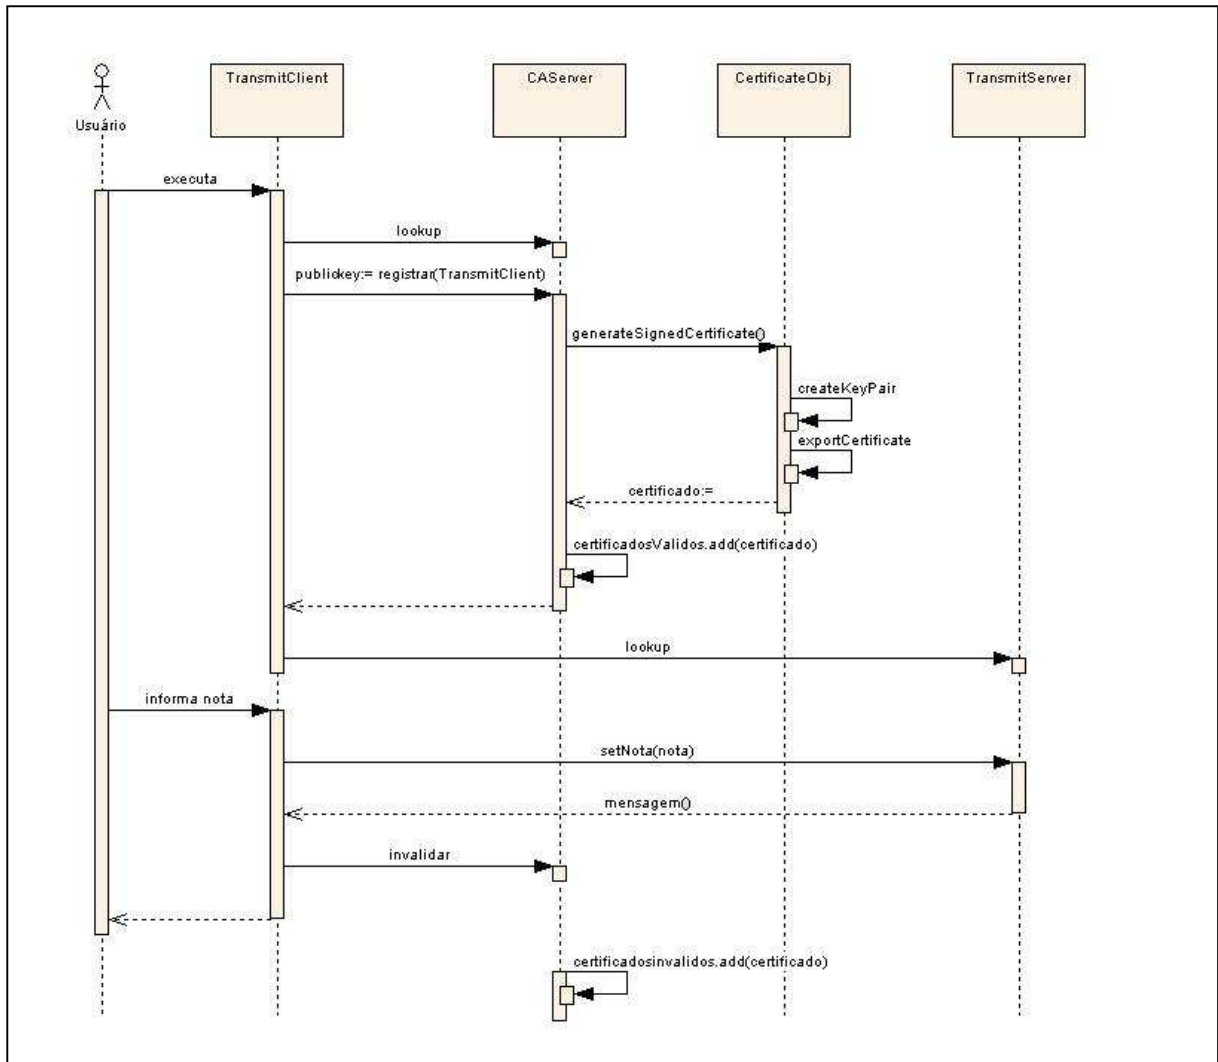 TransmitClient
CAServer
CertificateObj
TransmitServer
Usuário
executa
lookup
publickey:= registrar(TransmitClient)
generateSignedCertificate()
createKeyPair
exportCertificate
certificado:=
certificadosValidos.add(certificado)
lookup
informa nota
setNota(nota)
mensagem()
invalidar
certificadosinvalidos.add(certificado)